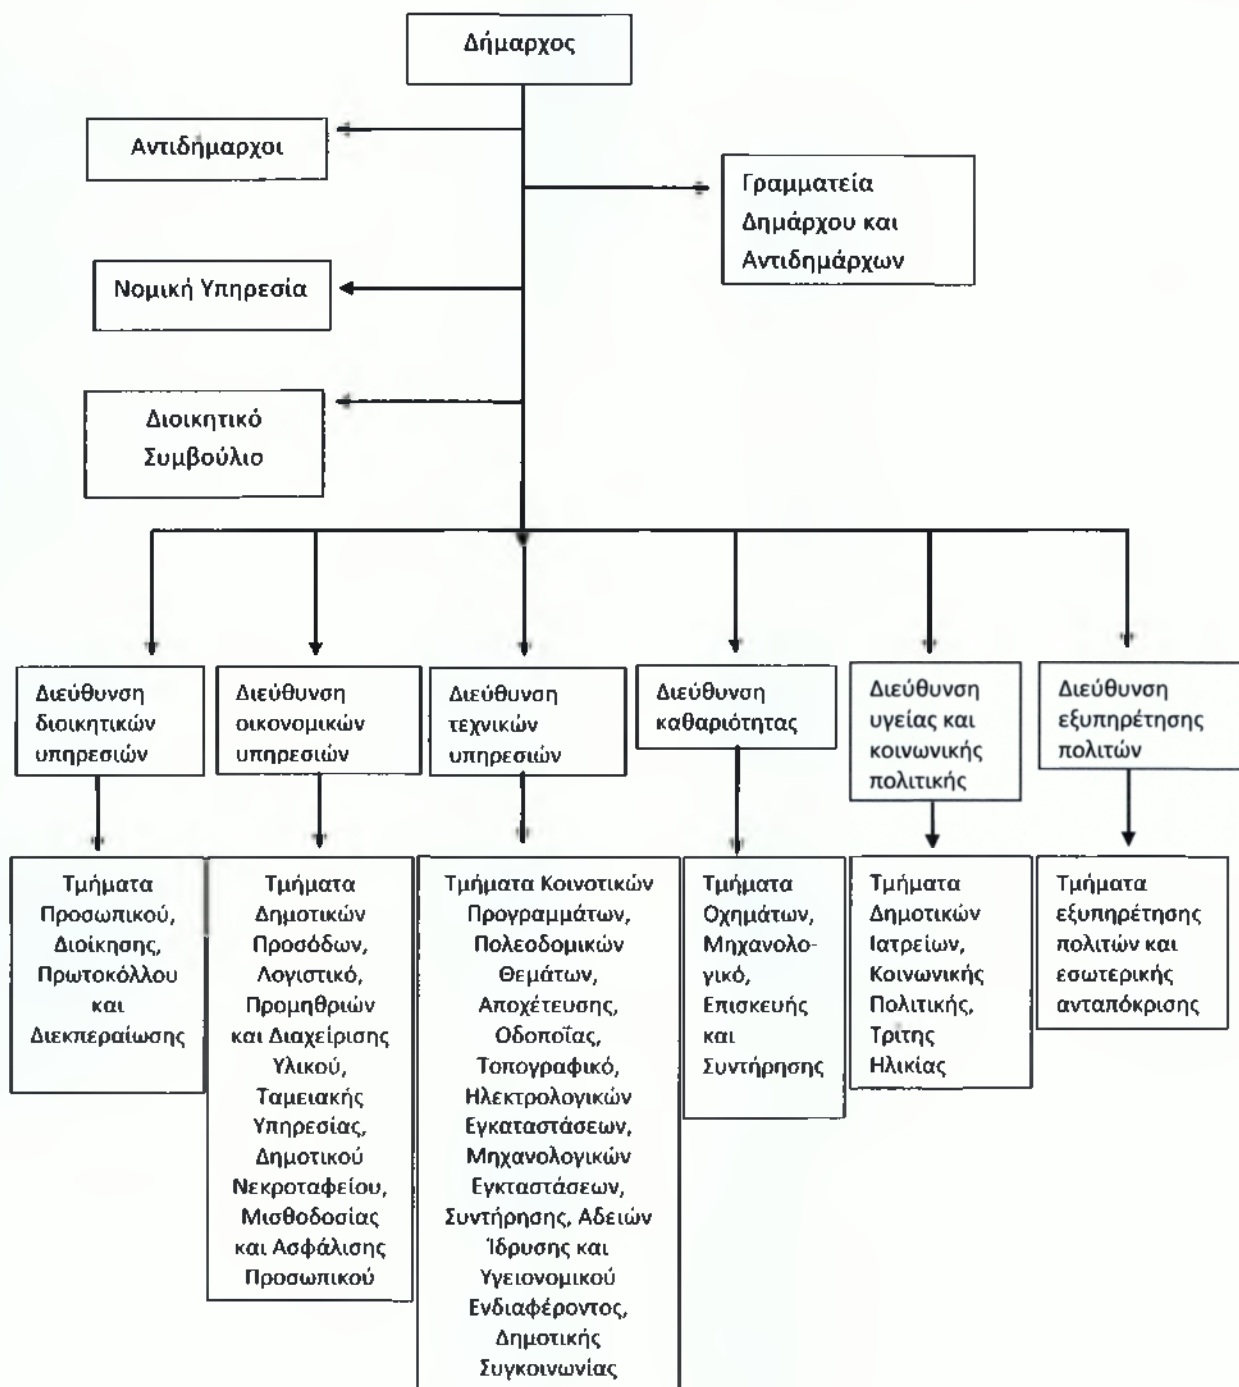 Δήμαρχος
Αντιδήμαρχοι
Γραμματεία
Δημάρχου και
Αντιδημάρχων
Νομική Υπηρεσία
Διοικητικό
Συμβούλιο
Διεύθυνση
διοικητικών
υπηρεσιών
Διεύθυνση
οικονομικών
υπηρεσιών
Διεύθυνση
τεχνικών
υπηρεσιών
Διεύθυνση
καθαριότητας
Διεύθυνση
υγείας και
κοινωνικής
πολιτικής
Διεύθυνση
εξυπηρέτησης
πολιτών
Τμήματα
Προσωπικού,
Διοίκησης,
Πρωτοκόλλου
και
Διεκπεραίωσης
Τμήματα
Δημοτικών
Προσόδων,
Λογιστικό,
Προμηθριών
και Διαχείρισης
Υλικού,
Ταμειακής
Υπηρεσίας,
Δημοτικού
Νεκροταφείου,
Μισθοδοσίας
και Ασφάλισης
Προσωπικού
Τμήματα Κοινοτικών
Προγραμμάτων,
Πολεοδομικών
Θεμάτων,
Αποχέτευσης,
Οδοποΐας,
Τοπογραφικό,
Ηλεκτρολογικών
Εγκαταστάσεων,
Μηχανολογικών
Εγκταστάσεων,
Συντήρησης, Αδειών
Ίδρυσης και
Υγειονομικού
Ενδιαφέροντος,
Δημοτικής
Συγκοινωνίας
Τμήματα
Οχημάτων,
Μηχανολο-
γικό,
Επισκευής
και
Συντήρησης
Τμήματα
Δημοτικών
Ιατρείων,
Κοινωνικής
Πολιτικής,
Τρίτης
Ηλικίας
Τμήματα
εξυπηρέτησης
πολιτών και
εσωτερικής
ανταπόκρισης